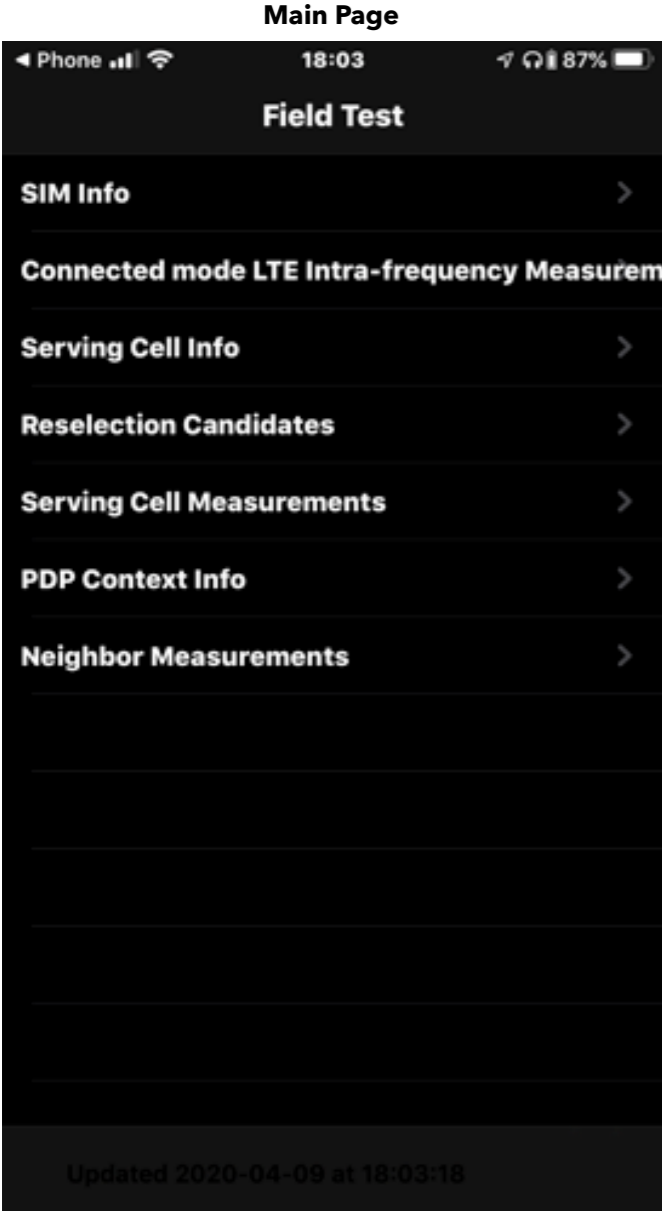 Main Page
Phone 18:03 87%
Field Test
SIM Info
Connected mode LTE Intra-frequency Measurem
Serving Cell Info
Reselection Candidates
Serving Cell Measurements
PDP Context Info
Neighbor Measurements
Updated 2020-04-09 at 18:03:18